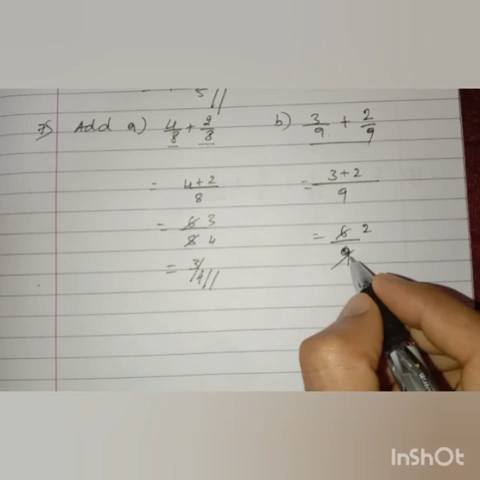 5//
7) Add a) 4/8 + 2/8 b) 3/9 + 2/9
= 4+2/8 = 3+2/9
= 6/8 3/4 = 6/9 2
= 3/4//
InShOt